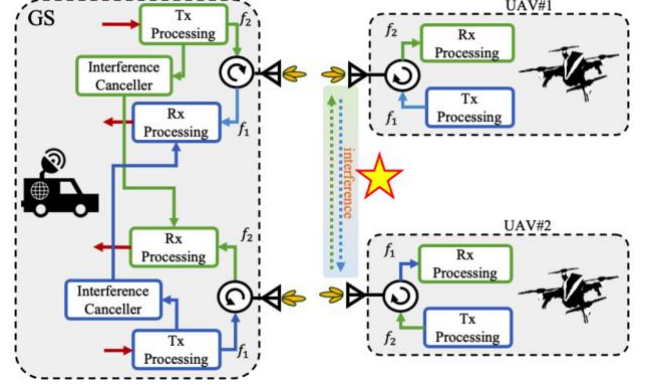 GS
Tx
Processing
f2
Interference
Canceller
Rx
Processing
f1
Rx
Processing
f2
Interference
Canceller
Tx
Processing
f1
interference
UAV#1
f2
Rx
Processing
f1
Tx
Processing
UAV#2
f1
Rx
Processing
f2
Tx
Processing